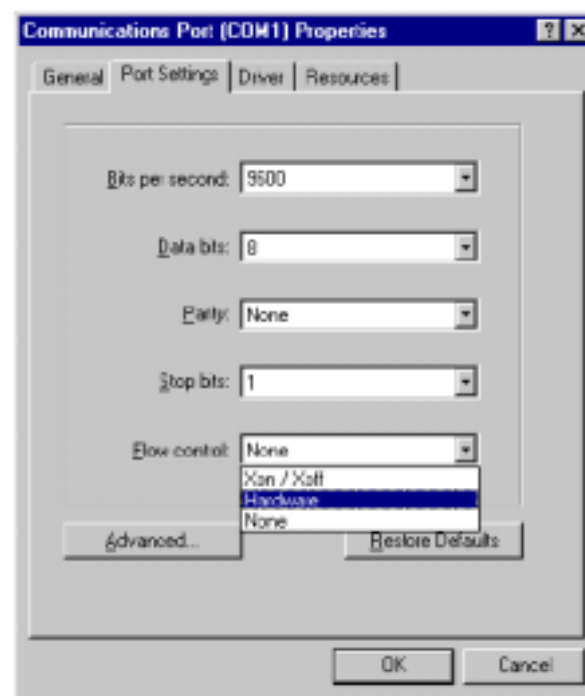 Communications Port (COM1) Properties
General Port Settings Driver Resources
Bits per second: 9600
Data bits: 8
Parity: None
Stop bits: 1
Flow control: None
Xon / Xoff
Hardware
None
Advanced... Restore Defaults
OK Cancel